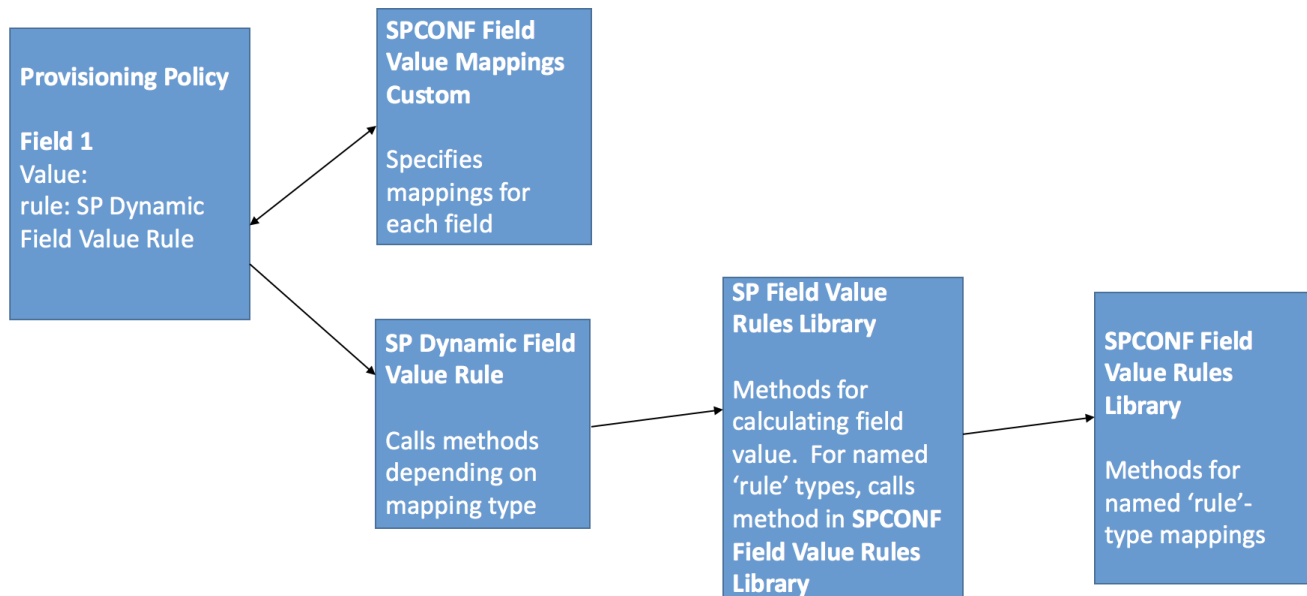 Provisioning Policy
Field 1
Value:
rule: SP Dynamic
Field Value Rule
SPCONF Field
Value Mappings
Custom
Specifies
mappings for
each field
SP Dynamic Field
Value Rule
Calls methods
depending on
mapping type
SP Field Value
Rules Library
Methods for
calculating field
value.  For named
‘rule’ types, calls
method in SPCONF
Field Value Rules
Library
SPCONF Field
Value Rules
Library
Methods for
named ‘rule’-
type mappings